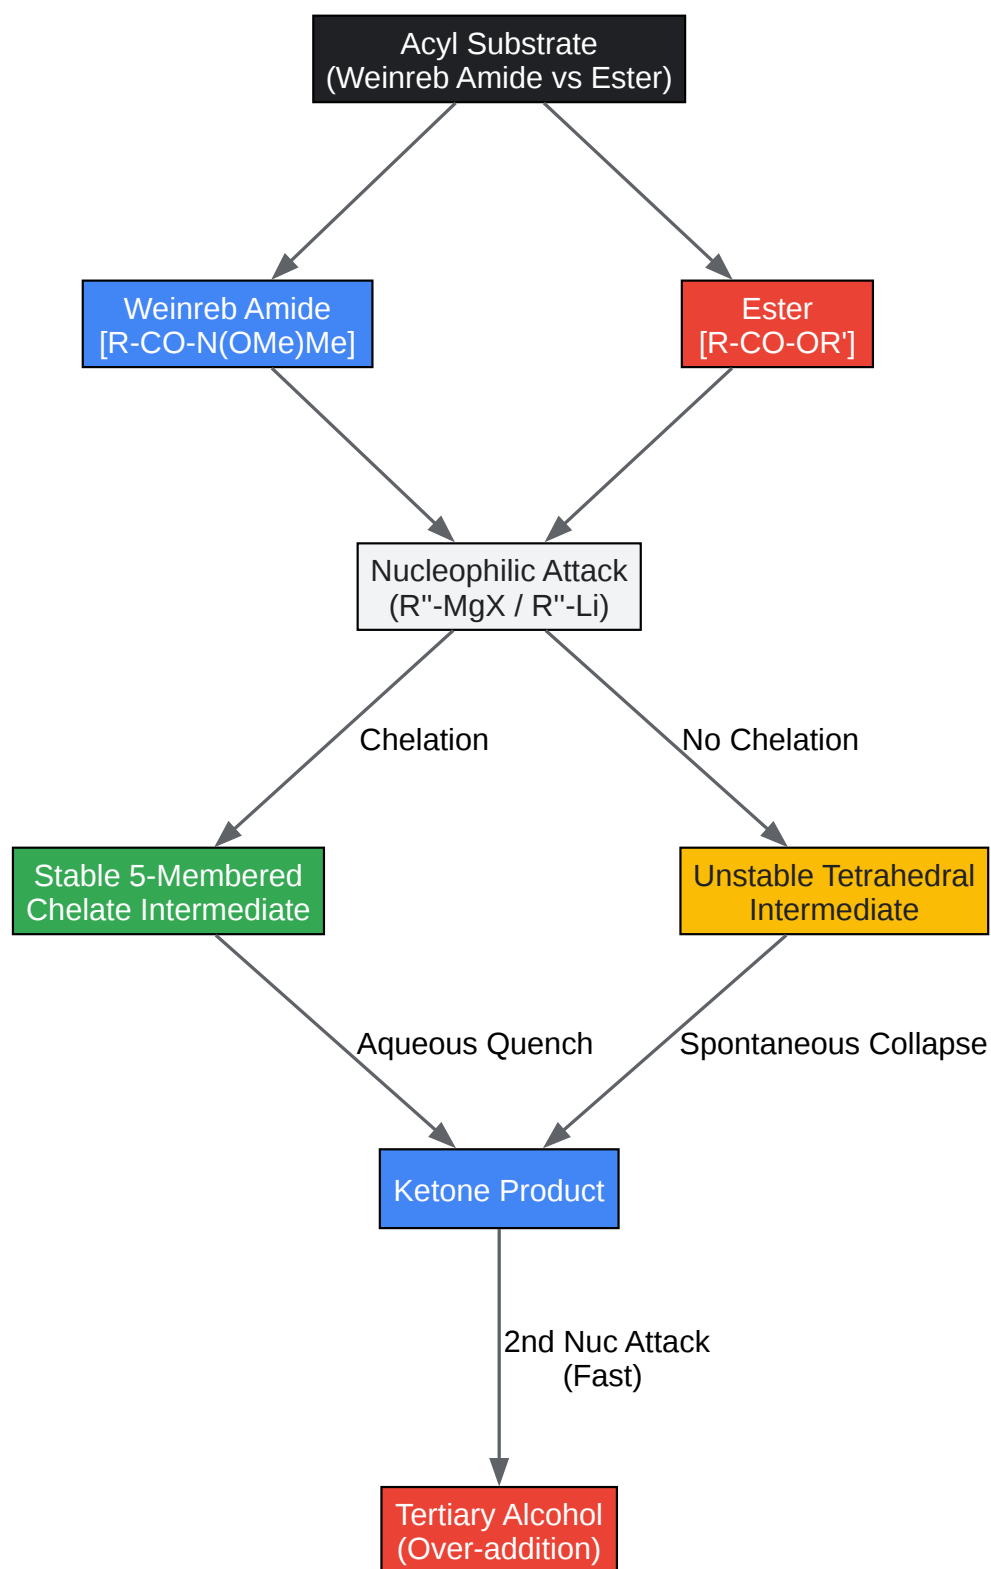 Acyl Substrate
(Weinreb Amide vs Ester)
Weinreb Amide
[R-CO-N(OMe)Me]
Ester
[R-CO-OR']
Nucleophilic Attack
(R''-MgX / R''-Li)
Chelation
No Chelation
Stable 5-Membered
Chelate Intermediate
Unstable Tetrahedral
Intermediate
Aqueous Quench
Spontaneous Collapse
Ketone Product
2nd Nuc Attack
(Fast)
Tertiary Alcohol
(Over-addition)